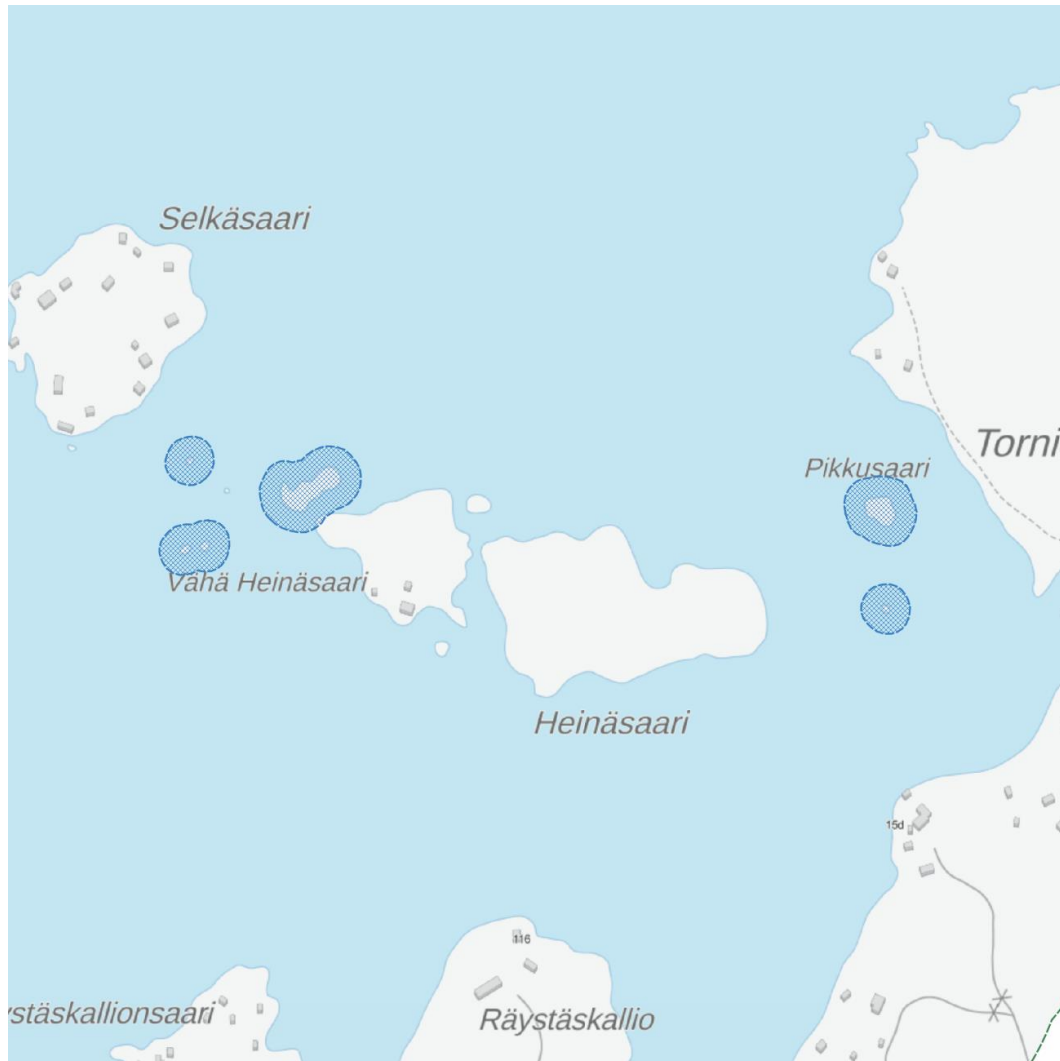 Selkäsaari
Torni
Pikkusaari
Vähä Heinäsaari
Heinäsaari
15d
116
ystäskallionsaari
Räystäskallio